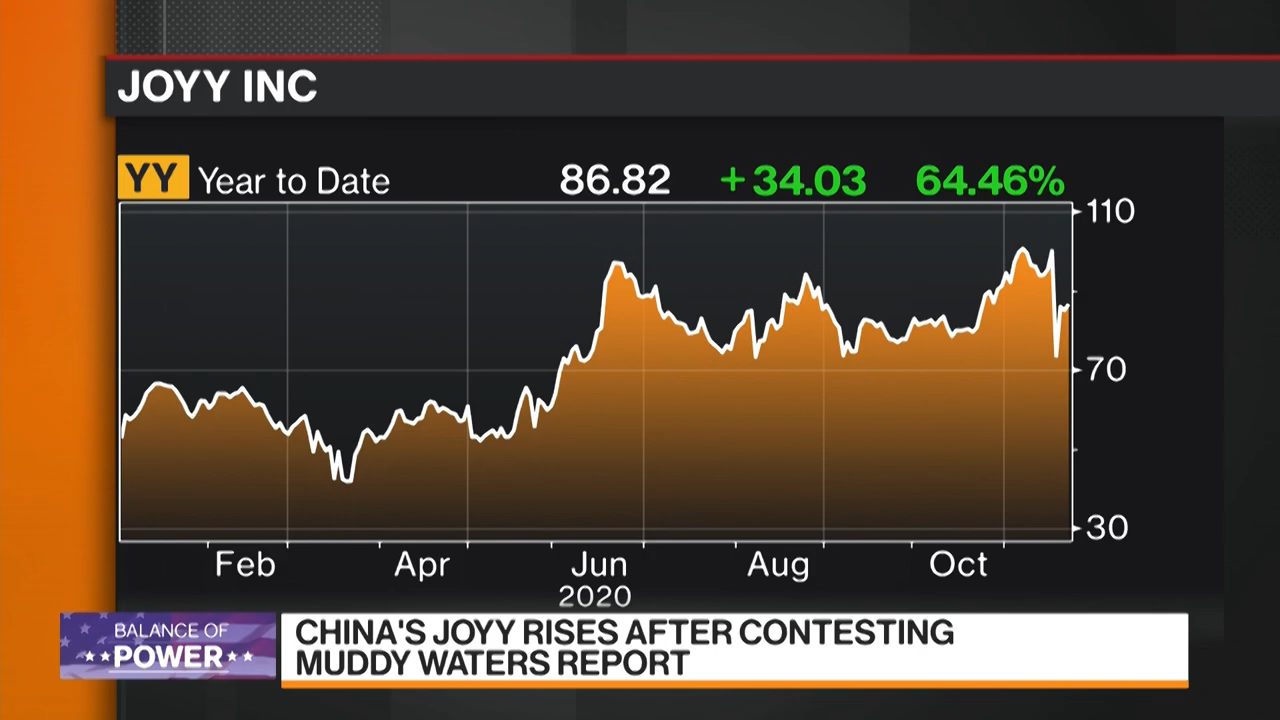 JOYY INC
YY Year to Date 86.82 +34.03 64.46%
110
70
30
Feb Apr Jun Aug Oct
2020
BALANCE OF
POWER
CHINA'S JOYY RISES AFTER CONTESTING
MUDDY WATERS REPORT